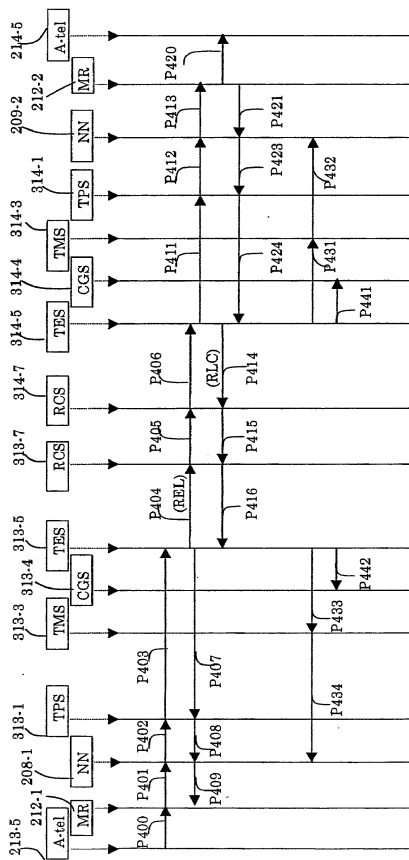 213-5
A-tel
212-1
MR
208-1
NN
313-1
TPS
313-3
TMS
313-4
CGS
313-5
TES
313-7
RCS
314-7
RCS
314-5
TES
314-4
CGS
314-3
TMS
314-1
TPS
209-2
NN
212-2
MR
214-5
A-tel
P400
P401
P402
P403
P404
(REL)
P405
P406
P407
P408
P409
P411
P412
P413
P420
(RLC)
P414
P415
P416
P421
P423
P424
P431
P432
P433
P434
P441
P442